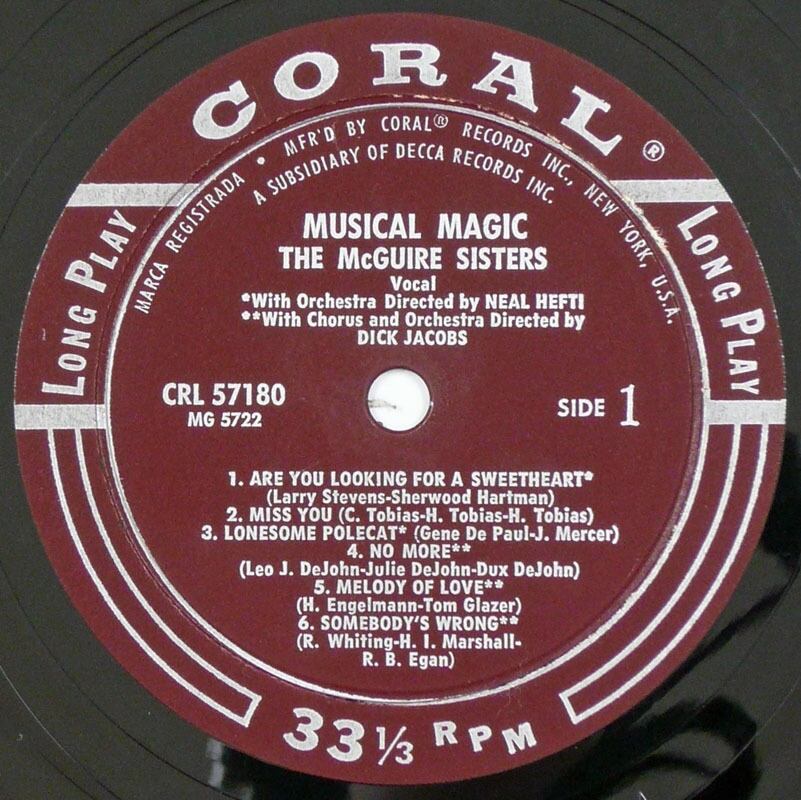 CORAL®
MARCA REGISTRADA • MFR'D BY CORAL® RECORDS INC., NEW YORK, U.S.A.
A SUBSIDIARY OF DECCA RECORDS INC.
LONG PLAY
LONG PLAY
MUSICAL MAGIC
THE McGUIRE SISTERS
Vocal
*With Orchestra Directed by NEAL HEFTI
**With Chorus and Orchestra Directed by
DICK JACOBS
CRL 57180
MG 5722
SIDE 1
1. ARE YOU LOOKING FOR A SWEETHEART*
(Larry Stevens-Sherwood Hartman)
2. MISS YOU (C. Tobias-H. Tobias-H. Tobias)
3. LONESOME POLECAT* (Gene De Paul-J. Mercer)
4. NO MORE**
(Leo J. DeJohn-Julie DeJohn-Dux DeJohn)
5. MELODY OF LOVE**
(H. Engelmann-Tom Glazer)
6. SOMEBODY'S WRONG**
(R. Whiting-H. I. Marshall-
R. B. Egan)
33 1/3 RPM